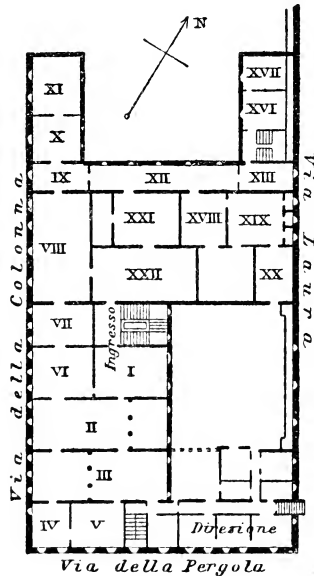 N
XI
XVII
X
XVI
IX
XII
XIII
XXI
XVIII
XIX
VIII
XXII
XX
VII
Ingresso
VI
I
II
III
IV
V
Direzione
Via della Colonna
Via Laura
Via della Pergola